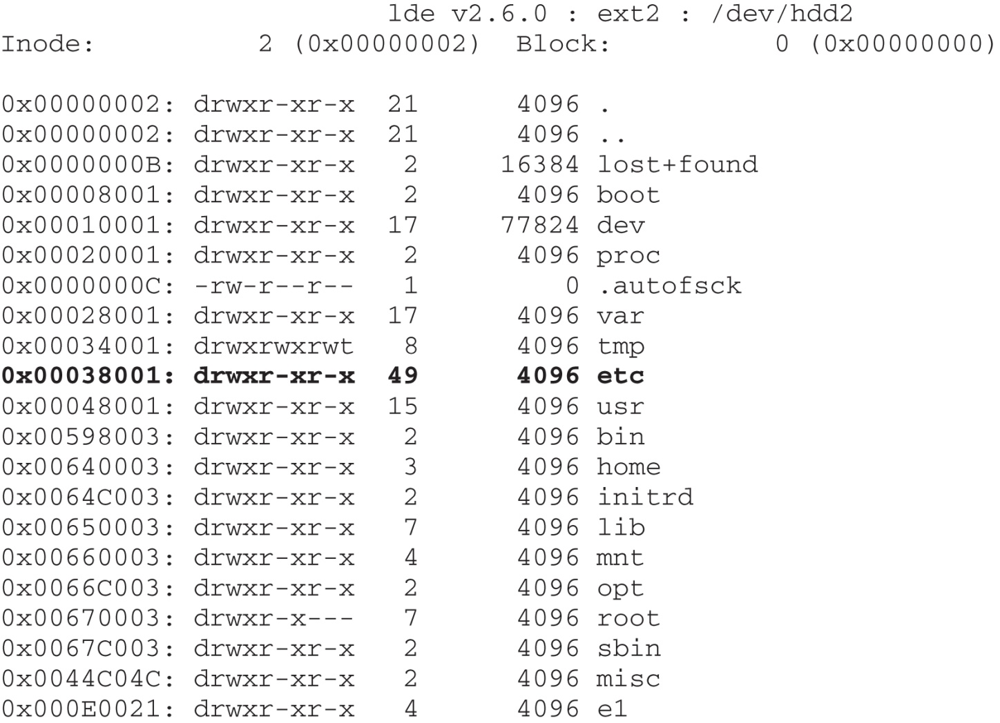 lde v2.6.0 : ext2 : /dev/hdd2
Inode: 2 (0x00000002) Block: 0 (0x00000000)
0x00000002: drwxr-xr-x 21 4096 .
0x00000002: drwxr-xr-x 21 4096 ..
0x0000000B: drwxr-xr-x 2 16384 lost+found
0x00008001: drwxr-xr-x 2 4096 boot
0x00010001: drwxr-xr-x 17 77824 dev
0x00020001: drwxr-xr-x 2 4096 proc
0x0000000C: -rw-r--r-- 1 0 .autofsck
0x00028001: drwxr-xr-x 17 4096 var
0x00034001: drwxrwxrwt 8 4096 tmp
0x00038001: drwxr-xr-x 49 4096 etc
0x00048001: drwxr-xr-x 15 4096 usr
0x00598003: drwxr-xr-x 2 4096 bin
0x00640003: drwxr-xr-x 3 4096 home
0x0064C003: drwxr-xr-x 2 4096 initrd
0x00650003: drwxr-xr-x 7 4096 lib
0x00660003: drwxr-xr-x 4 4096 mnt
0x0066C003: drwxr-xr-x 2 4096 opt
0x00670003: drwxr-x--- 7 4096 root
0x0067C003: drwxr-xr-x 2 4096 sbin
0x0044C04C: drwxr-xr-x 2 4096 misc
0x000E0021: drwxr-xr-x 4 4096 e1